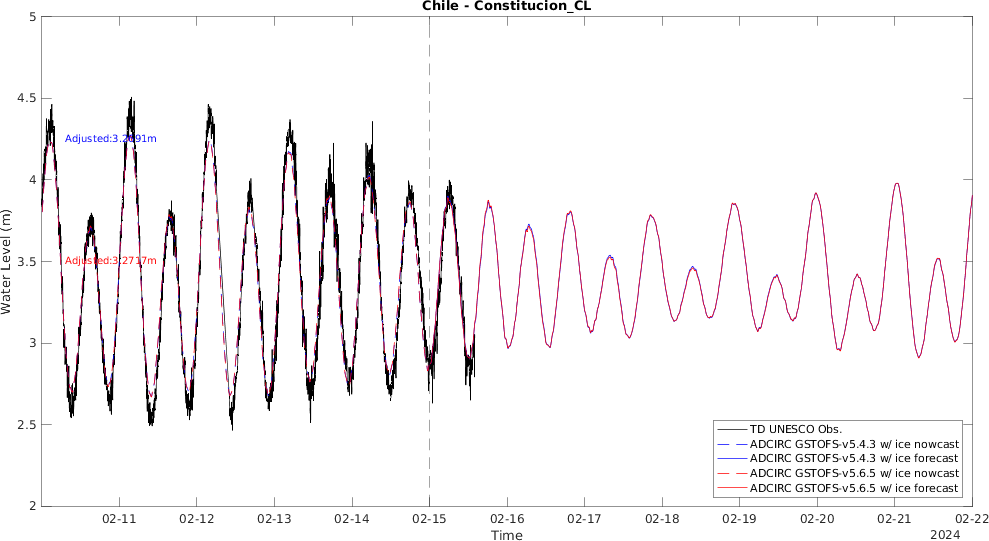 Chile - Constitucion_CL
5
4.5
4
3.5
3
2.5
2
Water Level (m)
Adjusted:3.2691m
Adjusted:3.2717m
TD UNESCO Obs.
ADCIRC GSTOFS-v5.4.3 w/ ice nowcast
ADCIRC GSTOFS-v5.4.3 w/ ice forecast
ADCIRC GSTOFS-v5.6.5 w/ ice nowcast
ADCIRC GSTOFS-v5.6.5 w/ ice forecast
02-11 02-12 02-13 02-14 02-15 02-16 02-17 02-18 02-19 02-20 02-21 02-22
Time
2024